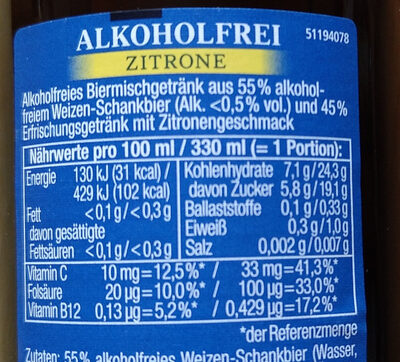 ALKOHOLFREI
51194078
ZITRONE
Alkoholfreies Biermischgetränk aus 55% alkohol-
freiem Weizen-Schankbier (Alk. <0,5% vol.) und 45%
Erfrischungsgetränk mit Zitronengeschmack
Nährwerte pro 100 ml / 330 ml (= 1 Portion):
Energie 130 kJ (31 kcal) /
429 kJ (102 kcal)
Fett <0,1 g/<0,3 g
davon gesättigte
Fettsäuren <0,1 g/<0,3 g
Kohlenhydrate 7,1 g/24,3 g
davon Zucker 5,8 g/19,1 g
Ballaststoffe 0,1 g/0,33 g
Eiweiß 0,3 g/1,0 g
Salz 0,002 g/0,007 g
Vitamin C 10 mg=12,5%* / 33 mg=41,3%*
Folsäure 20 µg=10,0%* / 100 µg=33,0%*
Vitamin B12 0,13 µg=5,2%* / 0,429 µg=17,2%*
*der Referenzmenge
Zutaten: 55% alkoholfreies Weizen-Schankbier (Wasser,